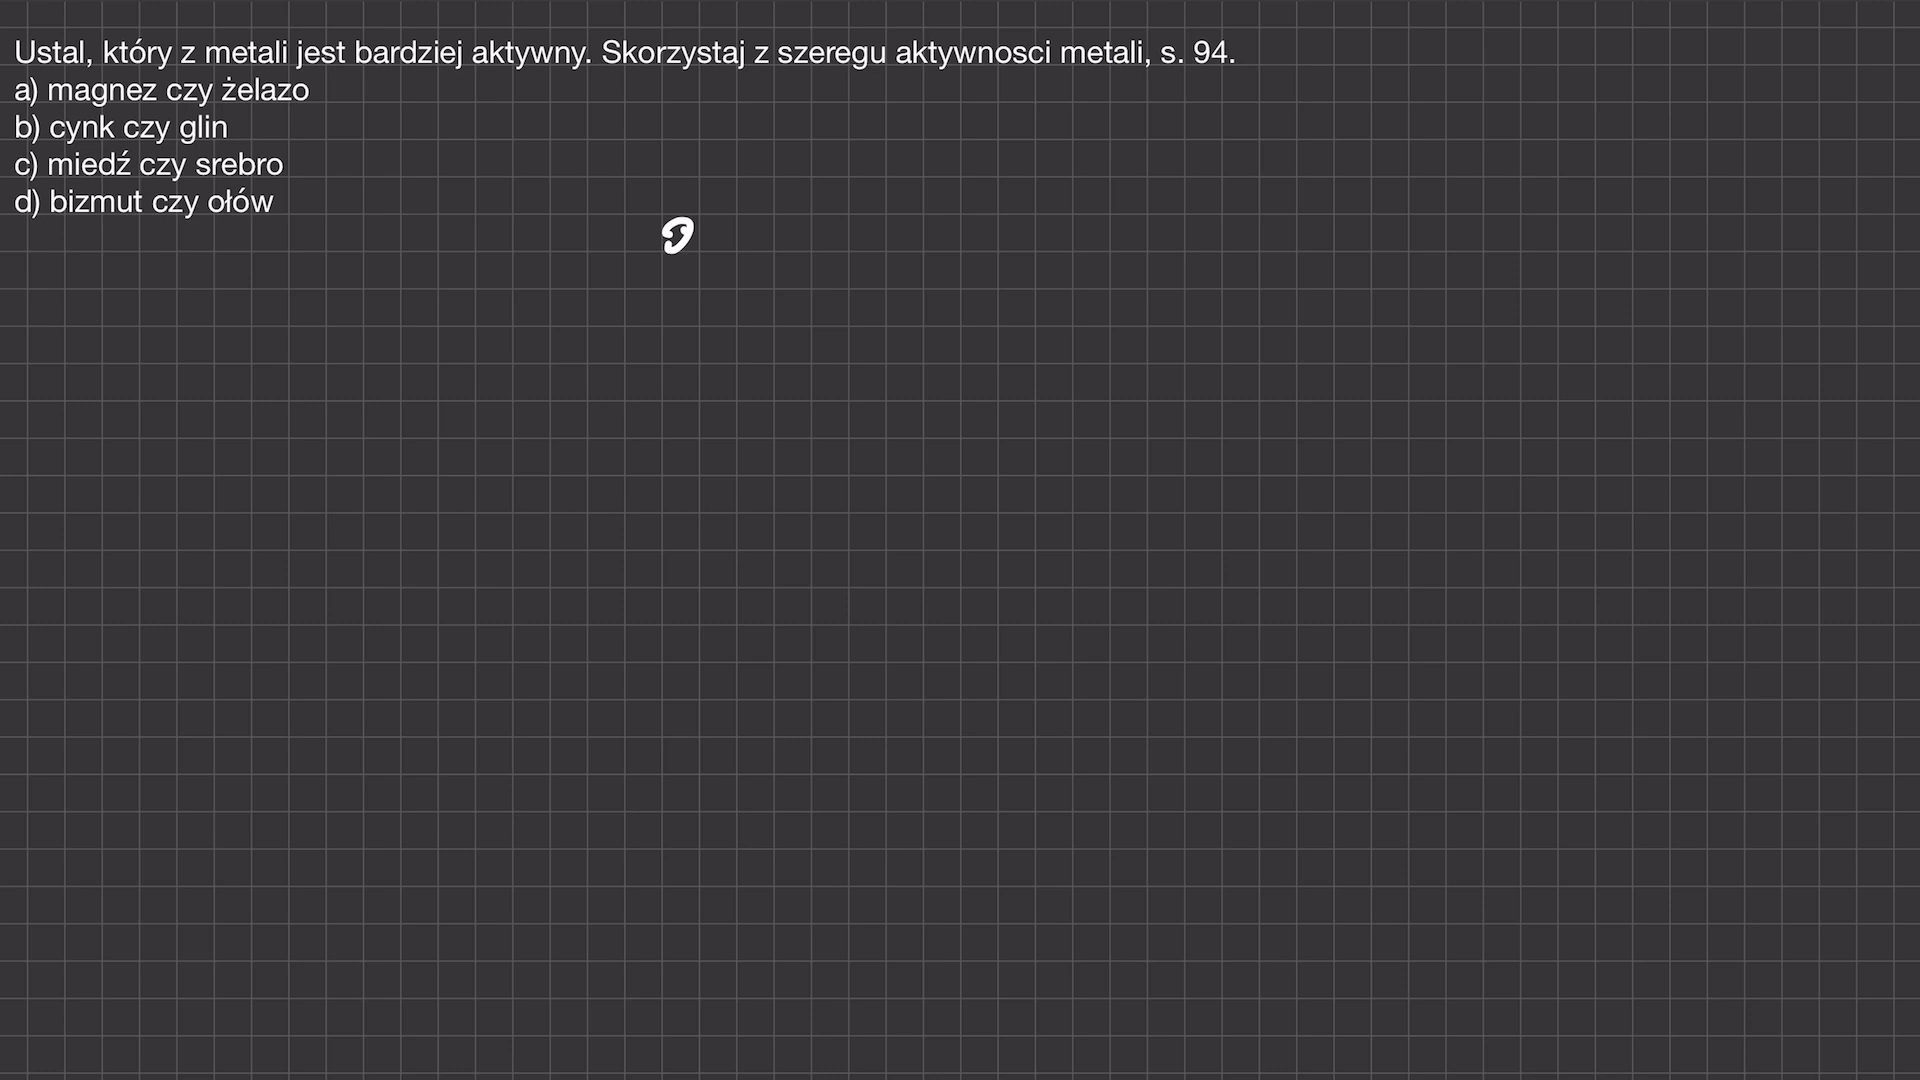 Ustal, który z metali jest bardziej aktywny. Skorzystaj z szeregu aktywnosci metali, s. 94.
a) magnez czy żelazo
b) cynk czy glin
c) miedź czy srebro
d) bizmut czy ołów